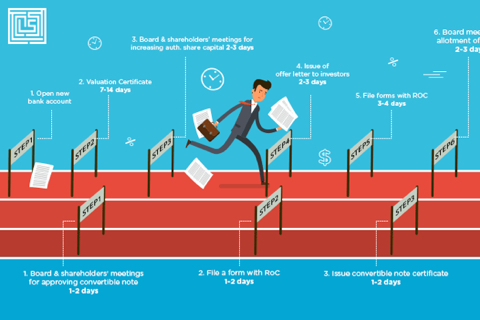 3. Board & shareholders' meetings for
increasing auth. share capital 2-3 days
6. Board mee
allotment of
2-3 da
4. Issue of
offer letter to investors
2-3 days
2. Valuation Certificate
7-14 days
1. Open new
bank account
5. File forms with ROC
3-4 days
STEP1
STEP2
STEP3
STEP4
STEP5
STEP6
STEP1
STEP2
STEP3
1. Board & shareholders' meetings
for approving convertible note
1-2 days
2. File a form with RoC
1-2 days
3. Issue convertible note certificate
1-2 days